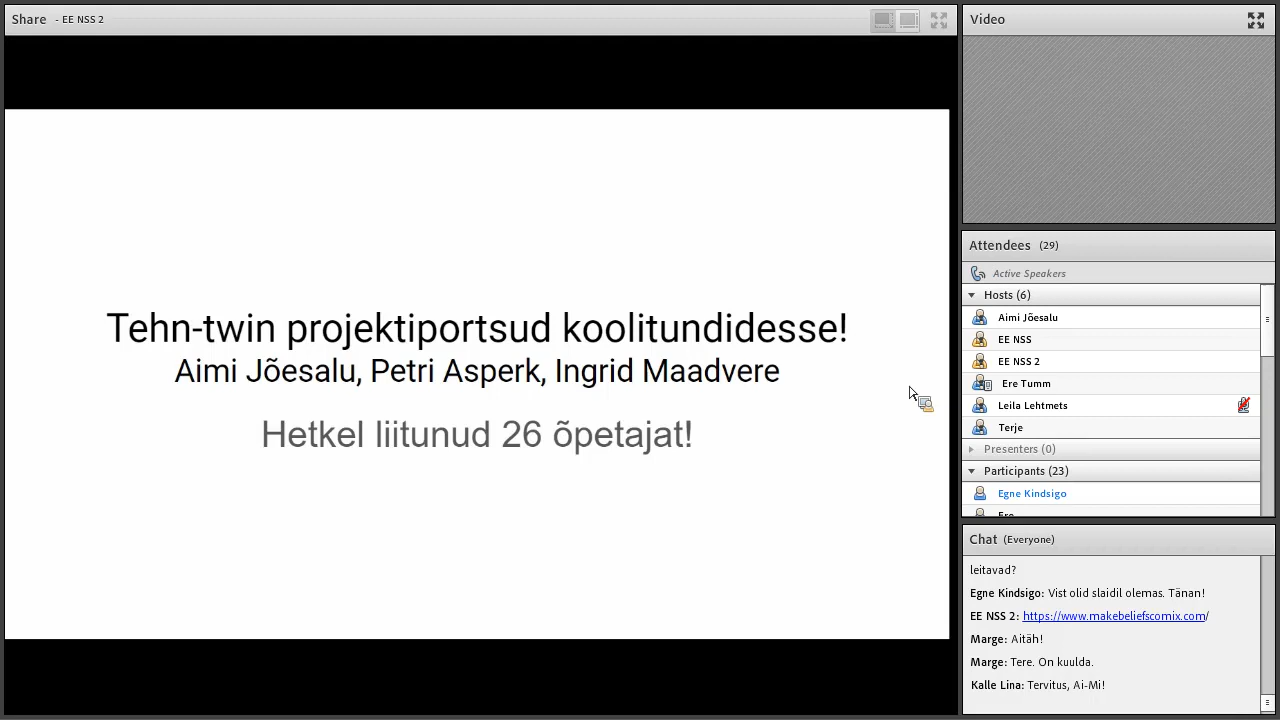 Share - EE NSS 2
Tehn-twin projektiportsud koolitundidesse!
Aimi Jõesalu, Petri Asperk, Ingrid Maadvere
Hetkel liitunud 26 õpetajat!
Video
Attendees (29)
Active Speakers
Hosts (6)
Aimi Jõesalu
EE NSS
EE NSS 2
Ere Tumm
Leila Lehtmets
Terje
Presenters (0)
Participants (23)
Egne Kindsigo
Ere
Chat (Everyone)
leitavad?
Egne Kindsigo: Vist olid slaidil olemas. Tänan!
EE NSS 2: https://www.makebeliefscomix.com/
Marge: Aitäh!
Marge: Tere. On kuulda.
Kalle Lina: Tervitus, Ai-Mi!